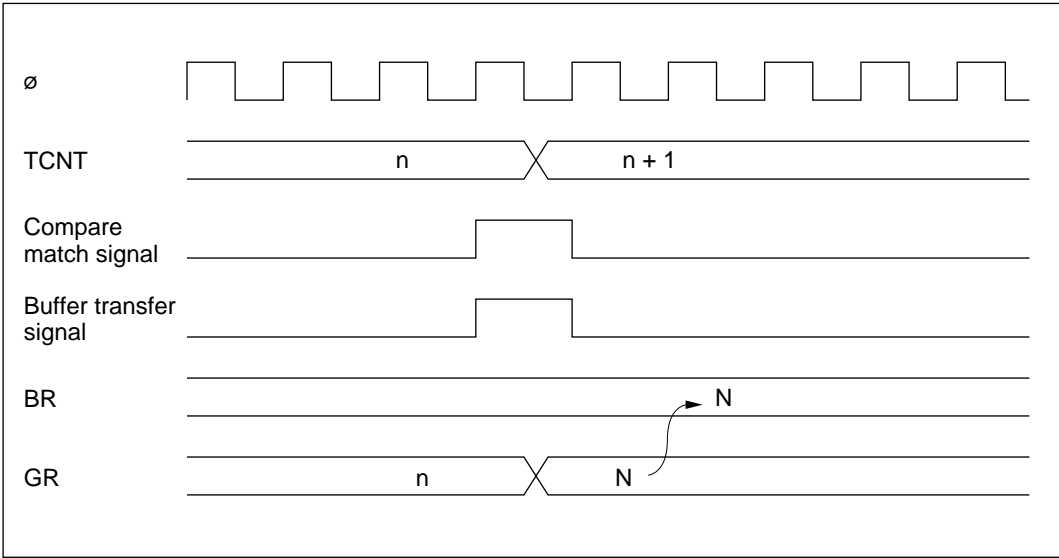 ø
TCNT n n + 1
Compare
match signal
Buffer transfer
signal
BR N
GR n N